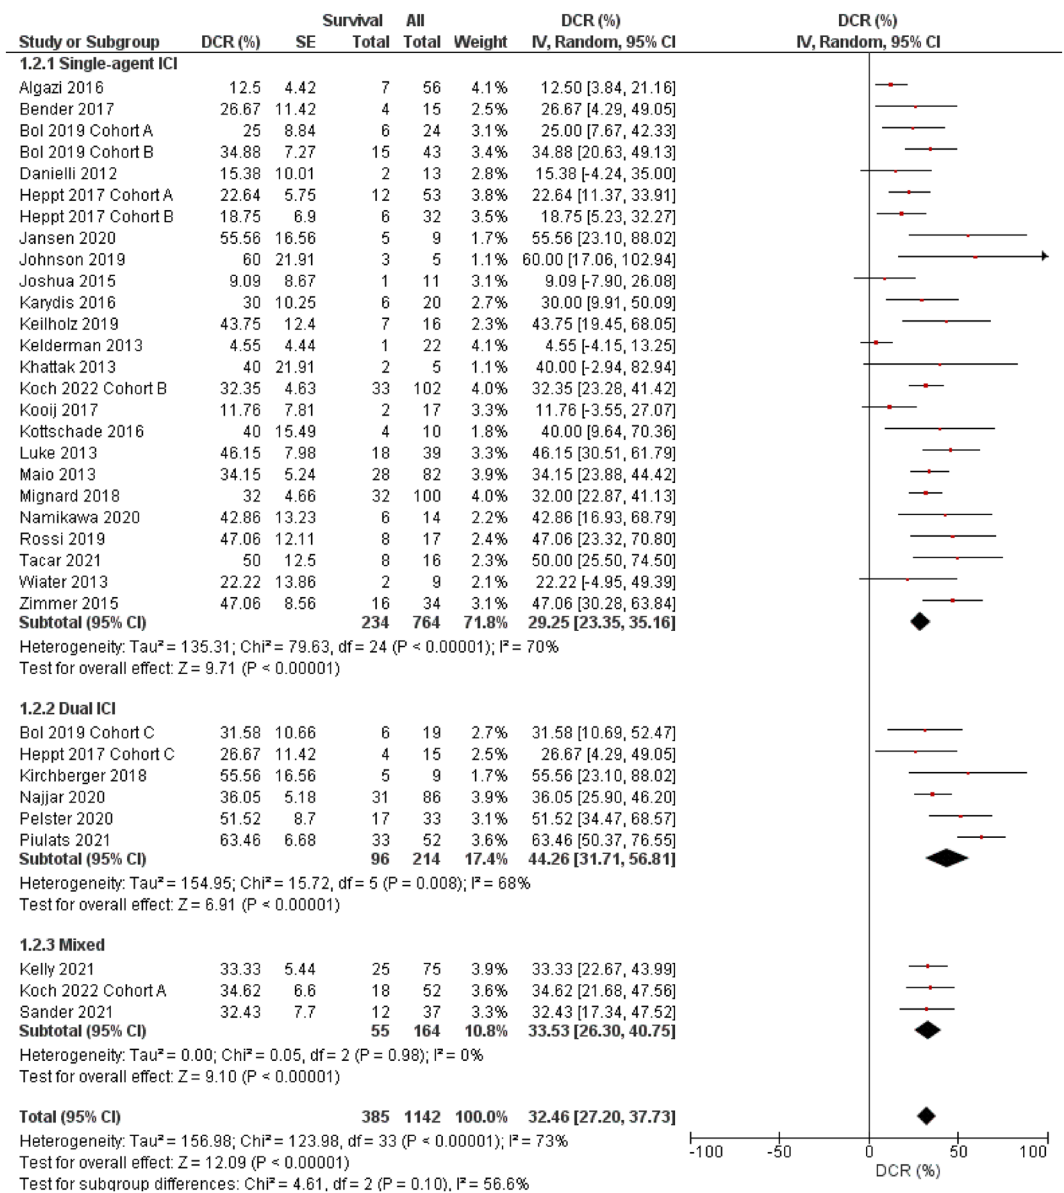 Survival All DCR (%) DCR (%)
Study or Subgroup DCR (%) SE Total Total Weight IV, Random, 95% CI IV, Random, 95% CI
1.2.1 Single-agent ICI
Algazi 2016 12.5 4.42 7 56 4.1% 12.50 [3.84, 21.16]
Bender 2017 26.67 11.42 4 15 2.5% 26.67 [4.29, 49.05]
Bol 2019 Cohort A 25 8.84 6 24 3.1% 25.00 [7.67, 42.33]
Bol 2019 Cohort B 34.88 7.27 15 43 3.4% 34.88 [20.63, 49.13]
Danielli 2012 15.38 10.01 2 13 2.8% 15.38 [-4.24, 35.00]
Heppt 2017 Cohort A 22.64 5.75 12 53 3.8% 22.64 [11.37, 33.91]
Heppt 2017 Cohort B 18.75 6.9 6 32 3.5% 18.75 [5.23, 32.27]
Jansen 2020 55.56 16.56 5 9 1.7% 55.56 [23.10, 88.02]
Johnson 2019 60 21.91 3 5 1.1% 60.00 [17.06, 102.94]
Joshua 2015 9.09 8.67 1 11 3.1% 9.09 [-7.90, 26.08]
Karydis 2016 30 10.25 6 20 2.7% 30.00 [9.91, 50.09]
Keilholz 2019 43.75 12.4 7 16 2.3% 43.75 [19.45, 68.05]
Kelderman 2013 4.55 4.44 1 22 4.1% 4.55 [-4.15, 13.25]
Khattak 2013 40 21.91 2 5 1.1% 40.00 [-2.94, 82.94]
Koch 2022 Cohort B 32.35 4.63 33 102 4.0% 32.35 [23.28, 41.42]
Kooij 2017 11.76 7.81 2 17 3.3% 11.76 [-3.55, 27.07]
Kottschade 2016 40 15.49 4 10 1.8% 40.00 [9.64, 70.36]
Luke 2013 46.15 7.98 18 39 3.2% 46.15 [30.51, 61.79]
Maio 2013 34.15 5.24 28 82 3.9% 34.15 [23.88, 44.42]
Mignard 2018 32 4.66 32 100 4.0% 32.00 [22.87, 41.13]
Namikawa 2020 42.86 13.23 6 14 2.2% 42.86 [16.93, 68.79]
Rossi 2019 47.06 12.11 8 17 2.4% 47.06 [23.32, 70.80]
Tacar 2021 50 12.5 8 16 2.3% 50.00 [25.50, 74.50]
Wiater 2013 22.22 13.86 2 9 2.1% 22.22 [-4.95, 49.39]
Zimmer 2015 47.06 8.56 16 34 3.1% 47.06 [30.28, 63.84]
Subtotal (95% CI) 234 764 71.8% 29.25 [23.35, 35.16]
Heterogeneity: Tau² = 135.31; Chi² = 79.63, df = 24 (P < 0.00001); I² = 70%
Test for overall effect: Z = 9.71 (P < 0.00001)
1.2.2 Dual ICI
Bol 2019 Cohort C 31.58 10.66 6 19 2.7% 31.58 [10.69, 52.47]
Heppt 2017 Cohort C 26.67 11.42 4 15 2.5% 26.67 [4.29, 49.05]
Kirchberger 2018 55.56 16.56 5 9 1.7% 55.56 [23.10, 88.02]
Najjar 2020 36.05 5.18 31 86 3.9% 36.05 [25.90, 46.20]
Pelster 2020 51.52 8.7 17 33 3.1% 51.52 [34.47, 68.57]
Piulats 2021 63.46 6.68 33 52 3.6% 63.46 [50.37, 76.55]
Subtotal (95% CI) 96 214 17.4% 44.26 [31.71, 56.81]
Heterogeneity: Tau² = 154.95; Chi² = 15.72, df = 5 (P = 0.008); I² = 68%
Test for overall effect: Z = 6.91 (P < 0.00001)
1.2.3 Mixed
Kelly 2021 33.33 5.44 25 75 3.9% 33.33 [22.67, 43.99]
Koch 2022 Cohort A 34.62 6.6 18 52 3.6% 34.62 [21.68, 47.56]
Sander 2021 32.43 7.7 12 37 3.3% 32.43 [17.34, 47.52]
Subtotal (95% CI) 55 164 10.8% 33.53 [26.30, 40.75]
Heterogeneity: Tau² = 0.00; Chi² = 0.05, df = 2 (P = 0.98); I² = 0%
Test for overall effect: Z = 9.10 (P < 0.00001)
Total (95% CI) 385 1142 100.0% 32.46 [27.20, 37.73]
Heterogeneity: Tau² = 156.98; Chi² = 123.98, df = 33 (P < 0.00001); I² = 73%
Test for overall effect: Z = 12.09 (P < 0.00001)
Test for subgroup differences: Chi² = 4.61, df = 2 (P = 0.10), I² = 56.6%
-100 -50 0 50 100
DCR (%)